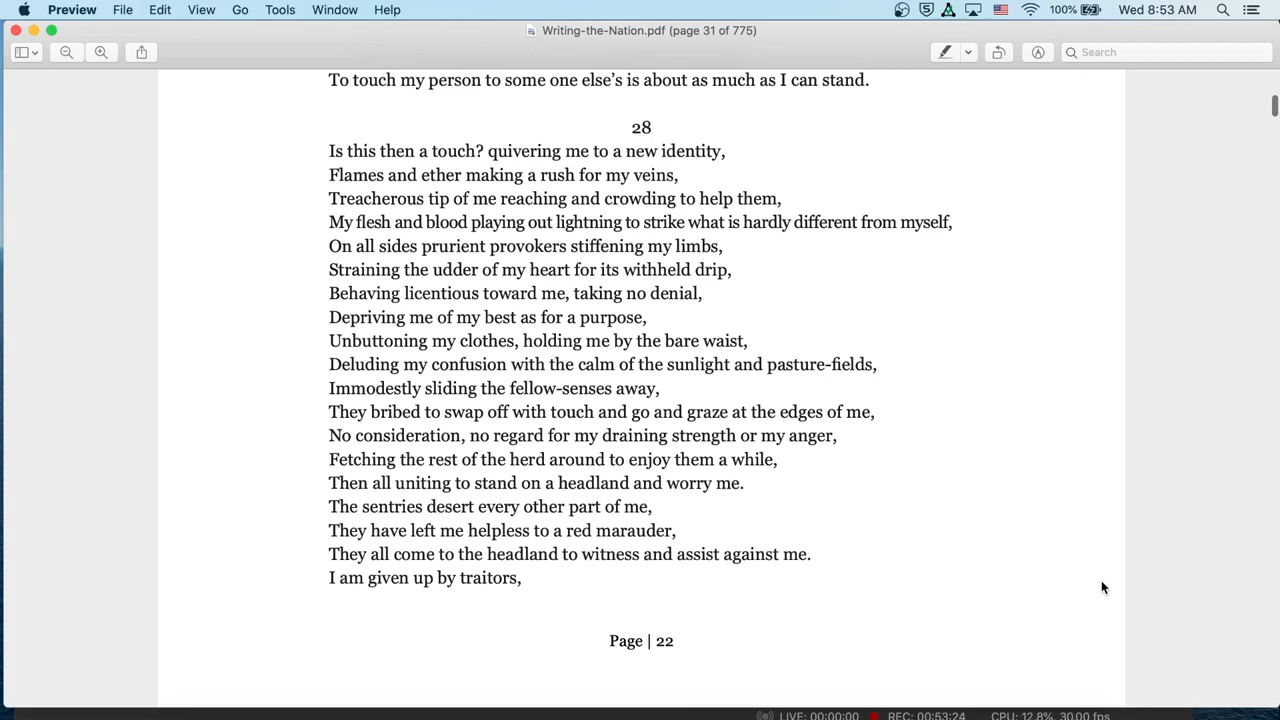 Preview File Edit View Go Tools Window Help 100% Wed 8:53 AM
Writing-the-Nation.pdf (page 31 of 775)
Search
To touch my person to some one else's is about as much as I can stand.
28
Is this then a touch? quivering me to a new identity,
Flames and ether making a rush for my veins,
Treacherous tip of me reaching and crowding to help them,
My flesh and blood playing out lightning to strike what is hardly different from myself,
On all sides prurient provokers stiffening my limbs,
Straining the udder of my heart for its withheld drip,
Behaving licentious toward me, taking no denial,
Depriving me of my best as for a purpose,
Unbuttoning my clothes, holding me by the bare waist,
Deluding my confusion with the calm of the sunlight and pasture-fields,
Immodestly sliding the fellow-senses away,
They bribed to swap off with touch and go and graze at the edges of me,
No consideration, no regard for my draining strength or my anger,
Fetching the rest of the herd around to enjoy them a while,
Then all uniting to stand on a headland and worry me.
The sentries desert every other part of me,
They have left me helpless to a red marauder,
They all come to the headland to witness and assist against me.
I am given up by traitors,
Page | 22
LIVE: 00:00:00 REC: 00:53:24 CPU: 12.8%, 30.00 fps